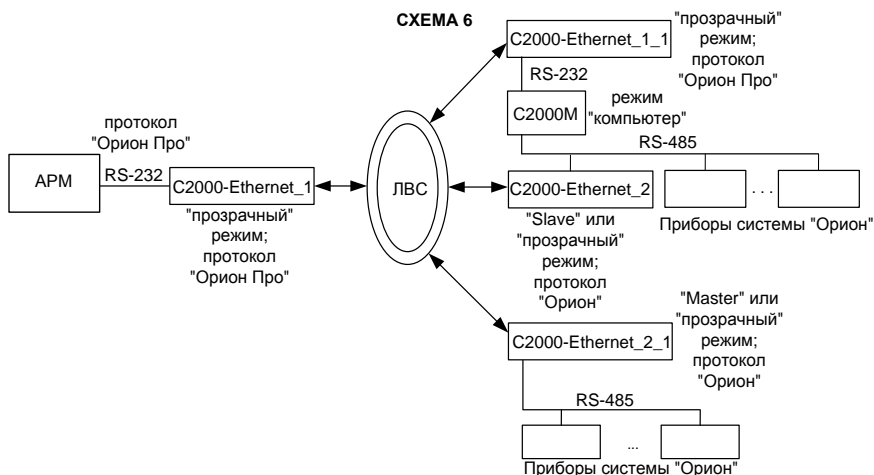 СХЕМА 6
С2000-Ethernet_1_1
"прозрачный"
режим;
протокол
"Орион Про"
RS-232
С2000М
режим
"компьютер"
RS-485
протокол
"Орион Про"
АРМ
RS-232
С2000-Ethernet_1
"прозрачный"
режим;
протокол
"Орион Про"
ЛВС
С2000-Ethernet_2
"Slave" или
"прозрачный"
режим;
протокол
"Орион"
. . .
Приборы системы "Орион"
С2000-Ethernet_2_1
"Master" или
"прозрачный"
режим;
протокол
"Орион"
RS-485
...
Приборы системы "Орион"